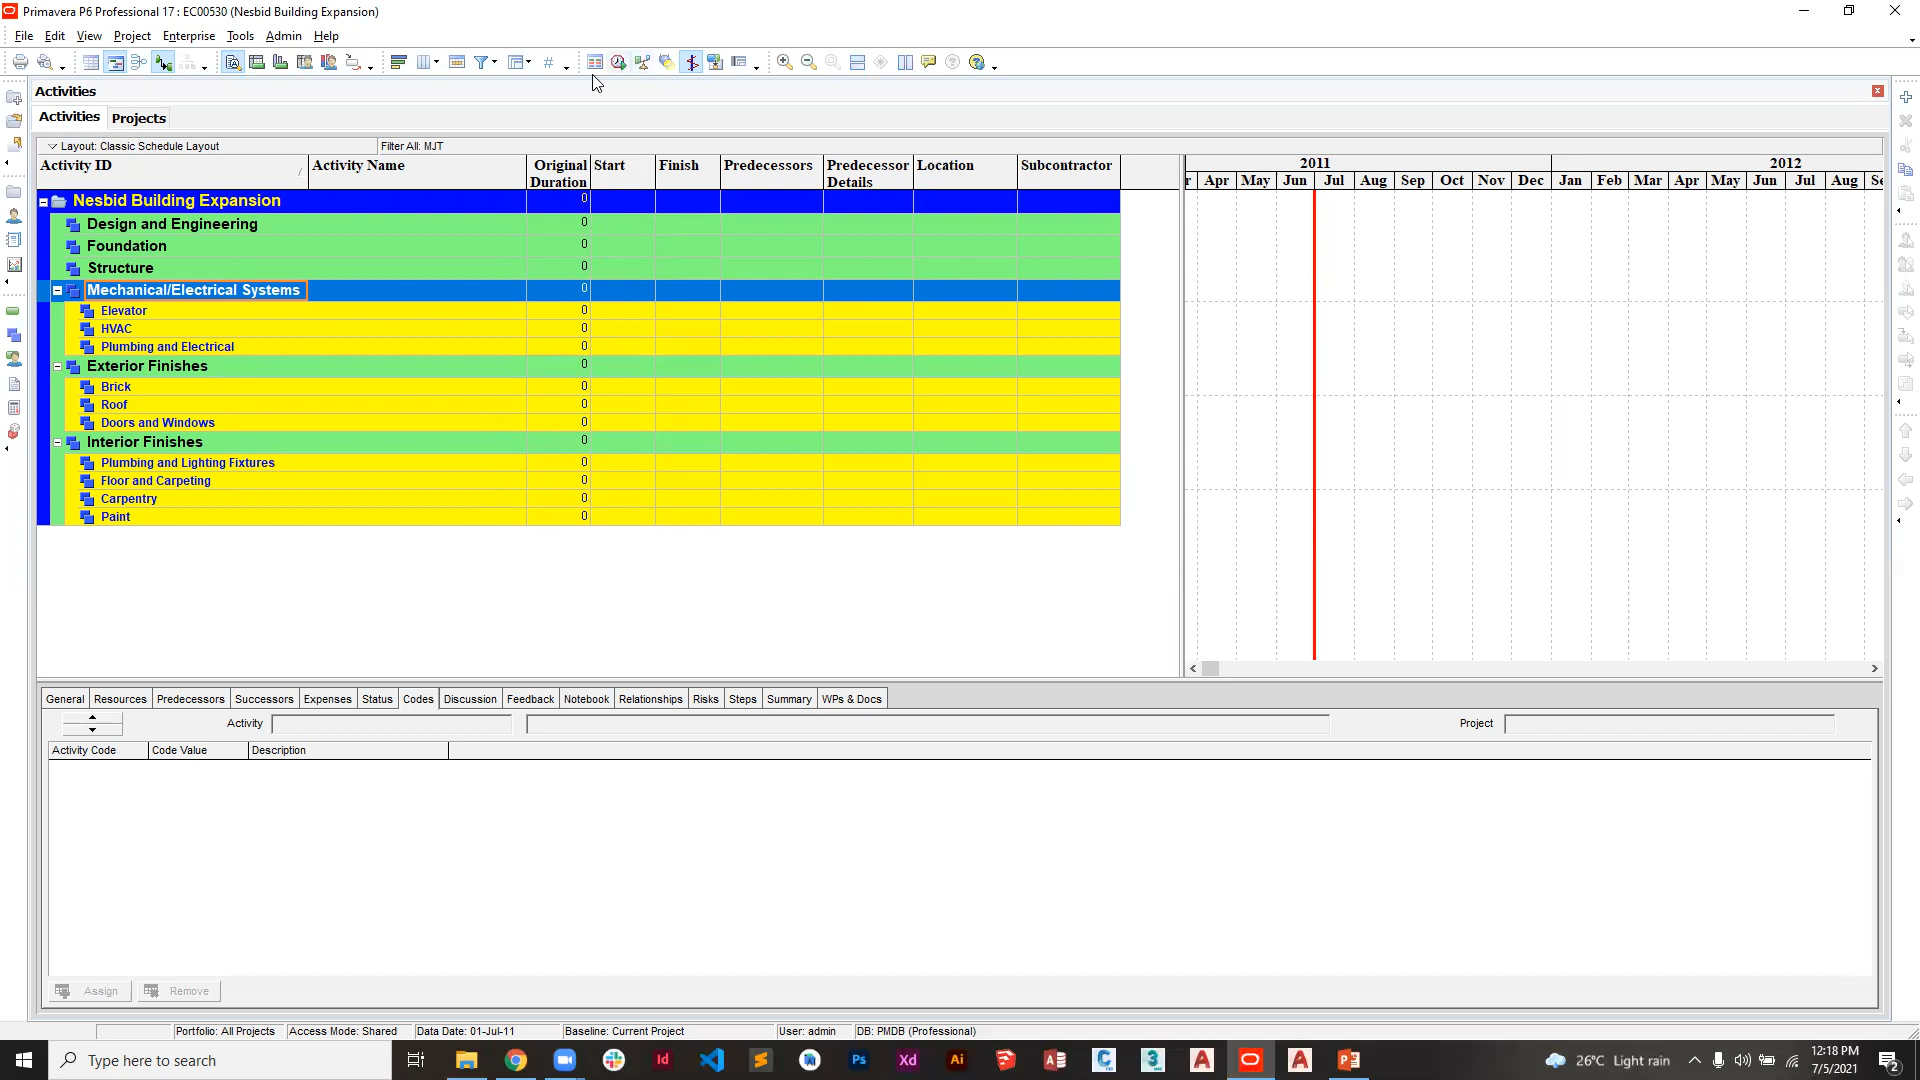 Primavera P6 Professional 17 : EC00530 (Nesbid Building Expansion)
File Edit View Project Enterprise Tools Admin Help
Activities
Activities Projects
Layout: Classic Schedule Layout Filter All: MJT
Activity ID Activity Name Original Duration Start Finish Predecessors Predecessor Details Location Subcontractor
2011 2012
r Apr May Jun Jul Aug Sep Oct Nov Dec Jan Feb Mar Apr May Jun Jul Aug Se
Nesbid Building Expansion 0
Design and Engineering 0
Foundation 0
Structure 0
Mechanical/Electrical Systems 0
Elevator 0
HVAC 0
Plumbing and Electrical 0
Exterior Finishes 0
Brick 0
Roof 0
Doors and Windows 0
Interior Finishes 0
Plumbing and Lighting Fixtures 0
Floor and Carpeting 0
Carpentry 0
Paint 0
General Resources Predecessors Successors Expenses Status Codes Discussion Feedback Notebook Relationships Risks Steps Summary WPs & Docs
Activity Project
Activity Code Code Value Description
Assign Remove
Portfolio: All Projects Access Mode: Shared Data Date: 01-Jul-11 Baseline: Current Project User: admin DB: PMDB (Professional)
Type here to search
26°C Light rain
12:18 PM
7/5/2021
2